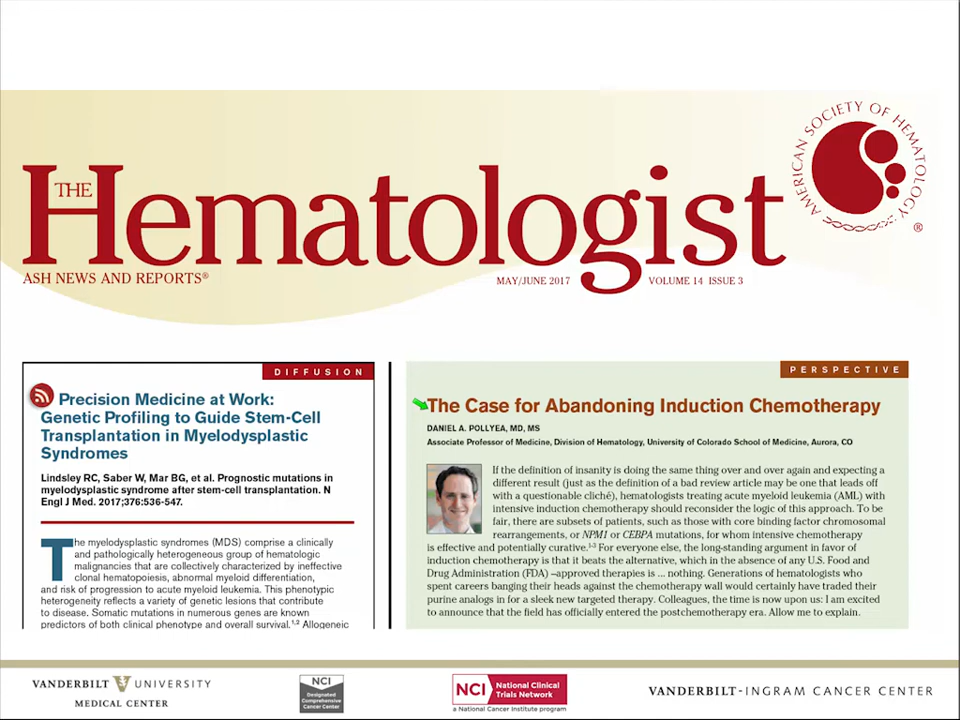 THE
Hematologist
ASH NEWS AND REPORTS®
MAY/JUNE 2017
VOLUME 14 ISSUE 3
AMERICAN SOCIETY OF HEMATOLOGY
®
DIFFUSION
Precision Medicine at Work:
Genetic Profiling to Guide Stem-Cell
Transplantation in Myelodysplastic
Syndromes
Lindsley RC, Saber W, Mar BG, et al. Prognostic mutations in
myelodysplastic syndrome after stem-cell transplantation. N
Engl J Med. 2017;376:536-547.
The myelodysplastic syndromes (MDS) comprise a clinically
and pathologically heterogeneous group of hematologic
malignancies that are collectively characterized by ineffective
clonal hematopoiesis, abnormal myeloid differentiation,
and risk of progression to acute myeloid leukemia. This phenotypic
heterogeneity reflects a variety of genetic lesions that contribute
to disease. Somatic mutations in numerous genes are known
predictors of both clinical phenotype and overall survival.1,2 Allogeneic
PERSPECTIVE
The Case for Abandoning Induction Chemotherapy
DANIEL A. POLLYEA, MD, MS
Associate Professor of Medicine, Division of Hematology, University of Colorado School of Medicine, Aurora, CO
If the definition of insanity is doing the same thing over and over again and expecting a
different result (just as the definition of a bad review article may be one that leads off
with a questionable cliché), hematologists treating acute myeloid leukemia (AML) with
intensive induction chemotherapy should reconsider the logic of this approach. To be
fair, there are subsets of patients, such as those with core binding factor chromosomal
rearrangements, or NPM1 or CEBPA mutations, for whom intensive chemotherapy
is effective and potentially curative.1-3 For everyone else, the long-standing argument in favor of
induction chemotherapy is that it beats the alternative, which in the absence of any U.S. Food and
Drug Administration (FDA) –approved therapies is ... nothing. Generations of hematologists who
spent careers banging their heads against the chemotherapy wall would certainly have traded their
purine analogs in for a sleek new targeted therapy. Colleagues, the time is now upon us: I am excited
to announce that the field has officially entered the postchemotherapy era. Allow me to explain.
VANDERBILT UNIVERSITY
MEDICAL CENTER
NCI
Designated
Comprehensive
Cancer Center
NCI
National Clinical
Trials Network
a National Cancer Institute program
VANDERBILT-INGRAM CANCER CENTER